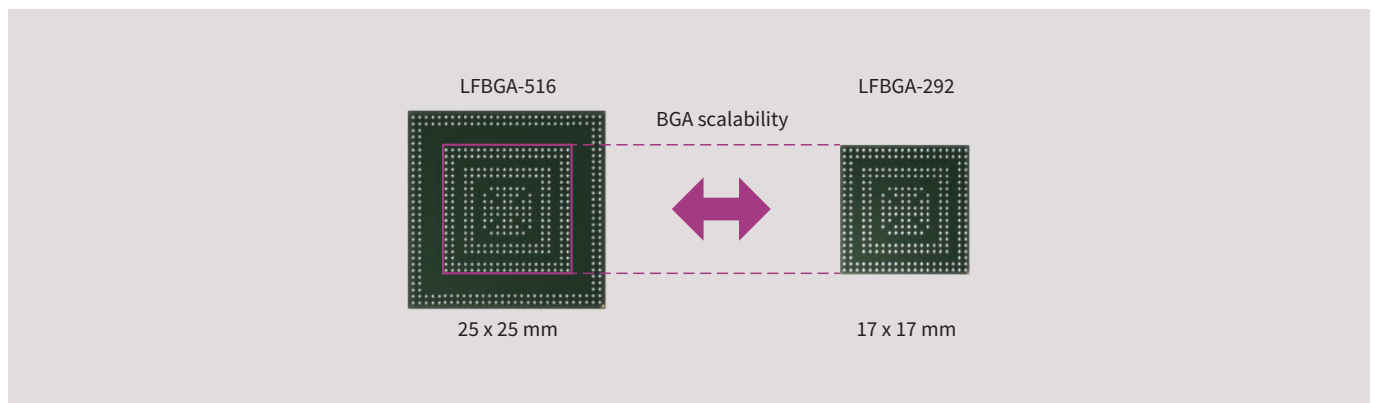 LFBGA-516
LFBGA-292
BGA scalability
25 x 25 mm
17 x 17 mm